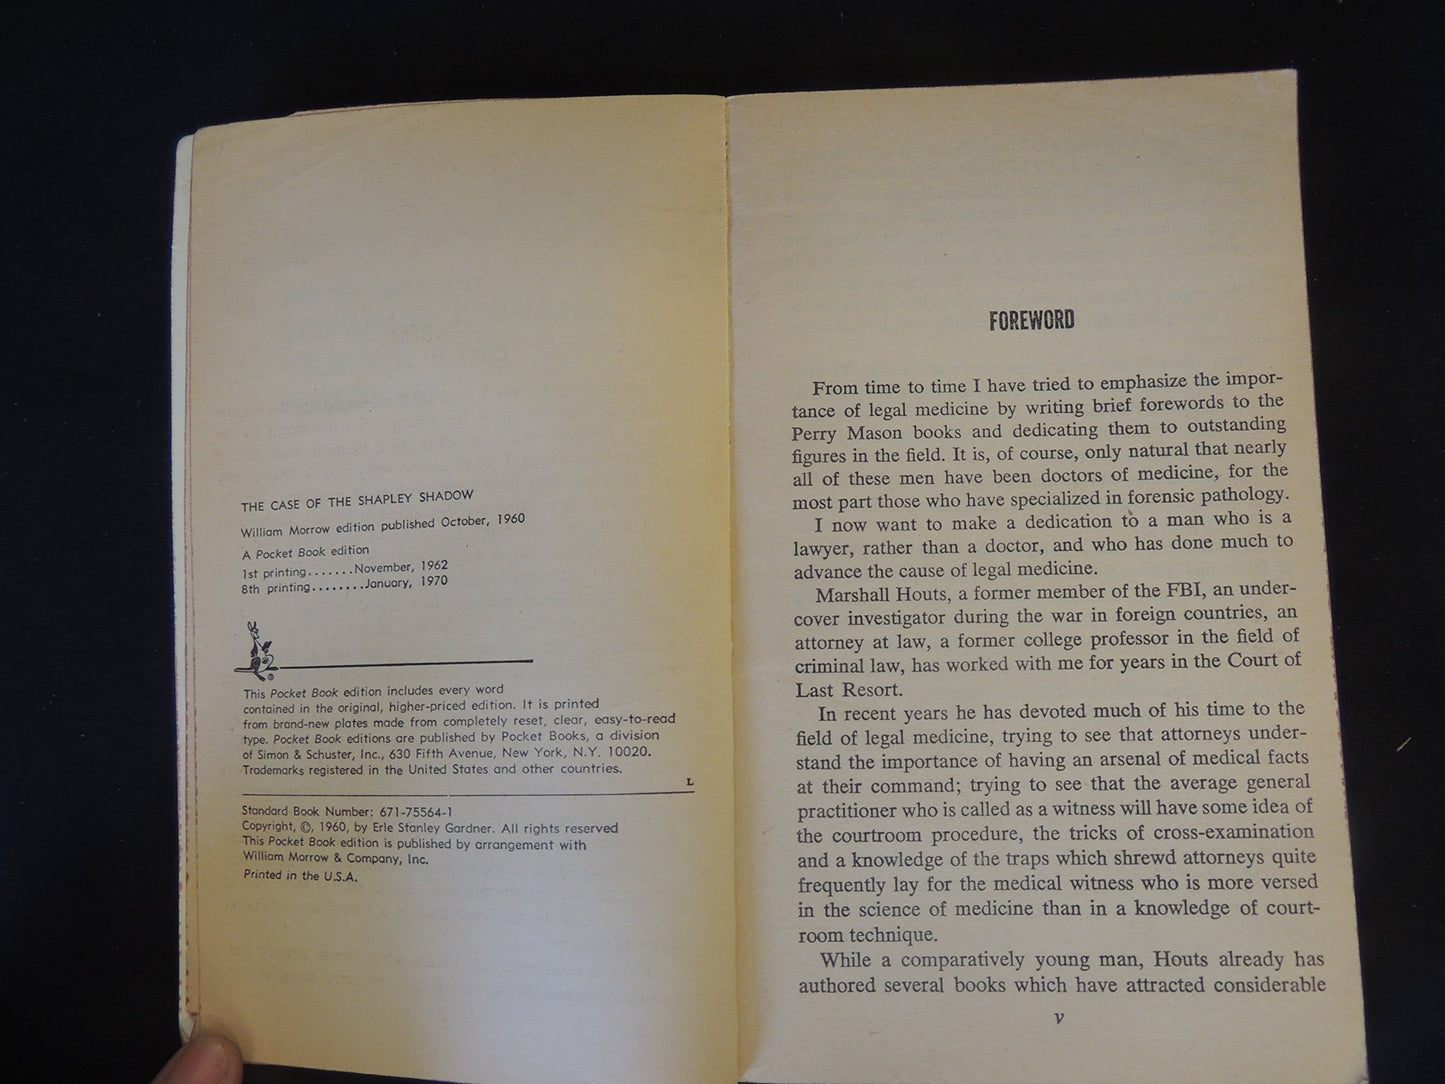 THE CASE OF THE SHAPLEY SHADOW
William Morrow edition published October, 1960
A Pocket Book edition
1st printing.......November, 1962
8th printing........January, 1970
®
This Pocket Book edition includes every word
contained in the original, higher-priced edition. It is printed
from brand-new plates made from completely reset, clear, easy-to-read
type. Pocket Book editions are published by Pocket Books, a division
of Simon & Schuster, Inc., 630 Fifth Avenue, New York, N.Y. 10020.
Trademarks registered in the United States and other countries.
L
Standard Book Number: 671-75564-1
Copyright, ©, 1960, by Erle Stanley Gardner. All rights reserved
This Pocket Book edition is published by arrangement with
William Morrow & Company, Inc.
Printed in the U.S.A.
FOREWORD
From time to time I have tried to emphasize the impor-
tance of legal medicine by writing brief forewords to the
Perry Mason books and dedicating them to outstanding
figures in the field. It is, of course, only natural that nearly
all of these men have been doctors of medicine, for the
most part those who have specialized in forensic pathology.
I now want to make a dedication to a man who is a
lawyer, rather than a doctor, and who has done much to
advance the cause of legal medicine.
Marshall Houts, a former member of the FBI, an under-
cover investigator during the war in foreign countries, an
attorney at law, a former college professor in the field of
criminal law, has worked with me for years in the Court of
Last Resort.
In recent years he has devoted much of his time to the
field of legal medicine, trying to see that attorneys under-
stand the importance of having an arsenal of medical facts
at their command; trying to see that the average general
practitioner who is called as a witness will have some idea of
the courtroom procedure, the tricks of cross-examination
and a knowledge of the traps which shrewd attorneys quite
frequently lay for the medical witness who is more versed
in the science of medicine than in a knowledge of court-
room technique.
While a comparatively young man, Houts already has
authored several books which have attracted considerable
v